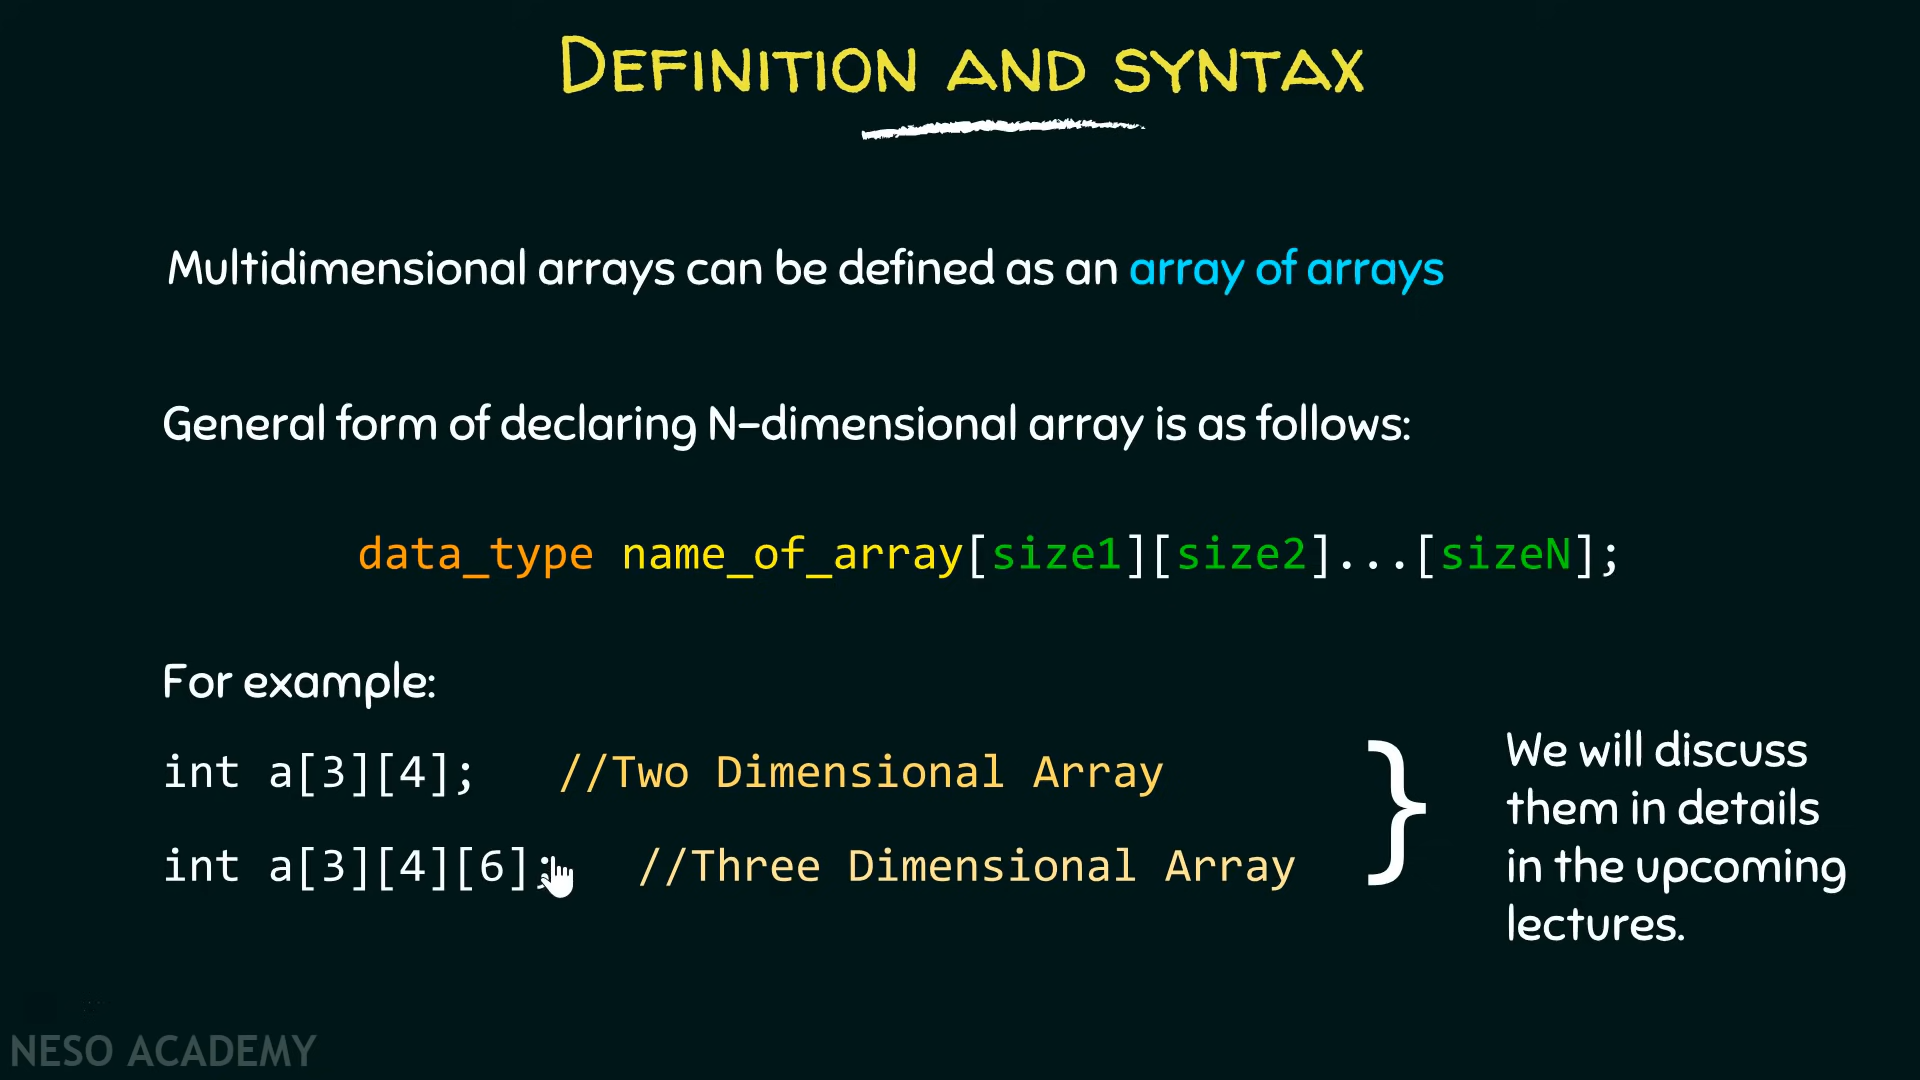 DEFINITION AND SYNTAX
Multidimensional arrays can be defined as an array of arrays
General form of declaring N-dimensional array is as follows:
data_type name_of_array[size1][size2]...[sizeN];
For example:
int a[3][4]; //Two Dimensional Array
int a[3][4][6]; //Three Dimensional Array
}
We will discuss
them in details
in the upcoming
lectures.
NESO ACADEMY